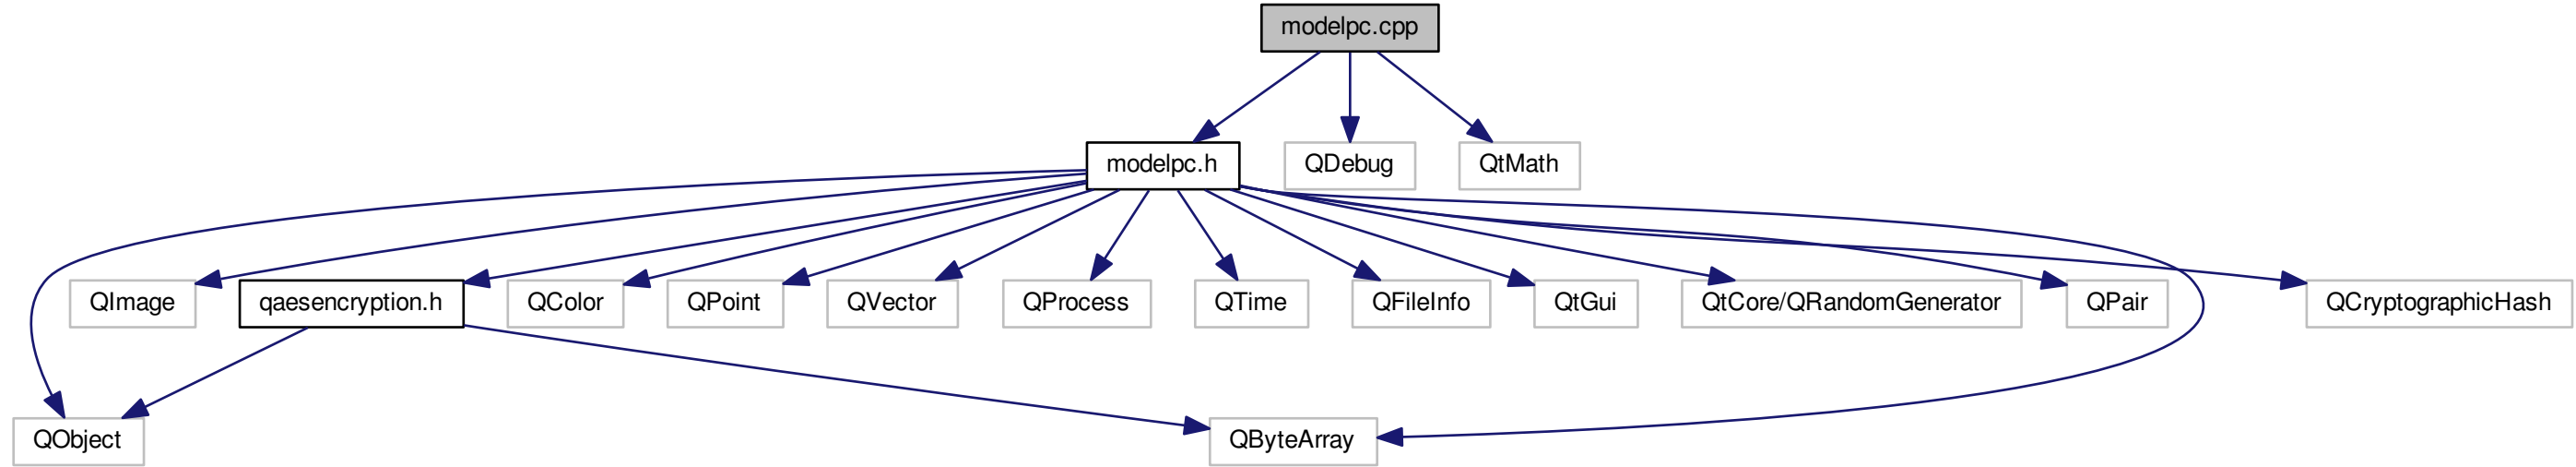 modelpc.cpp
modelpc.h
QDebug
QtMath
QImage
qaesencryption.h
QColor
QPoint
QVector
QProcess
QTime
QFileInfo
QtGui
QtCore/QRandomGenerator
QPair
QCryptographicHash
QObject
QByteArray